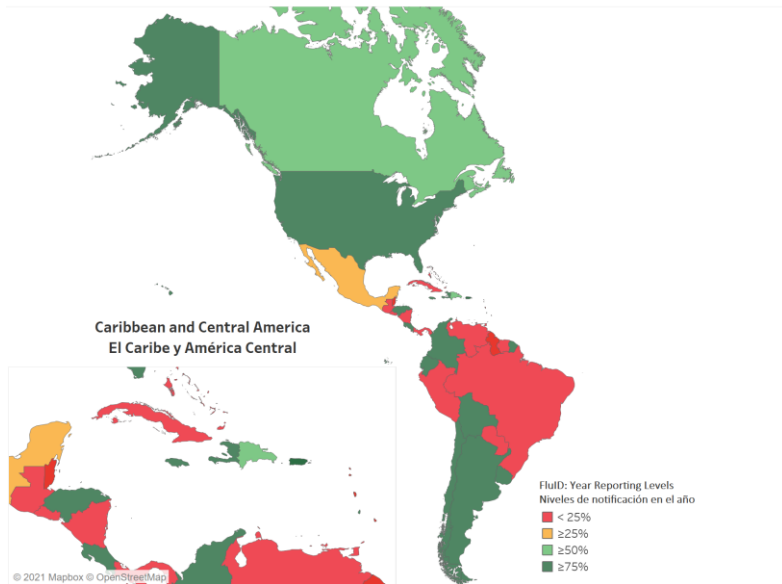 Caribbean and Central America
El Caribe y América Central
FluID: Year Reporting Levels
Niveles de notificación en el año
< 25%
≥25%
≥50%
≥75%
© 2021 Mapbox © OpenStreetMap